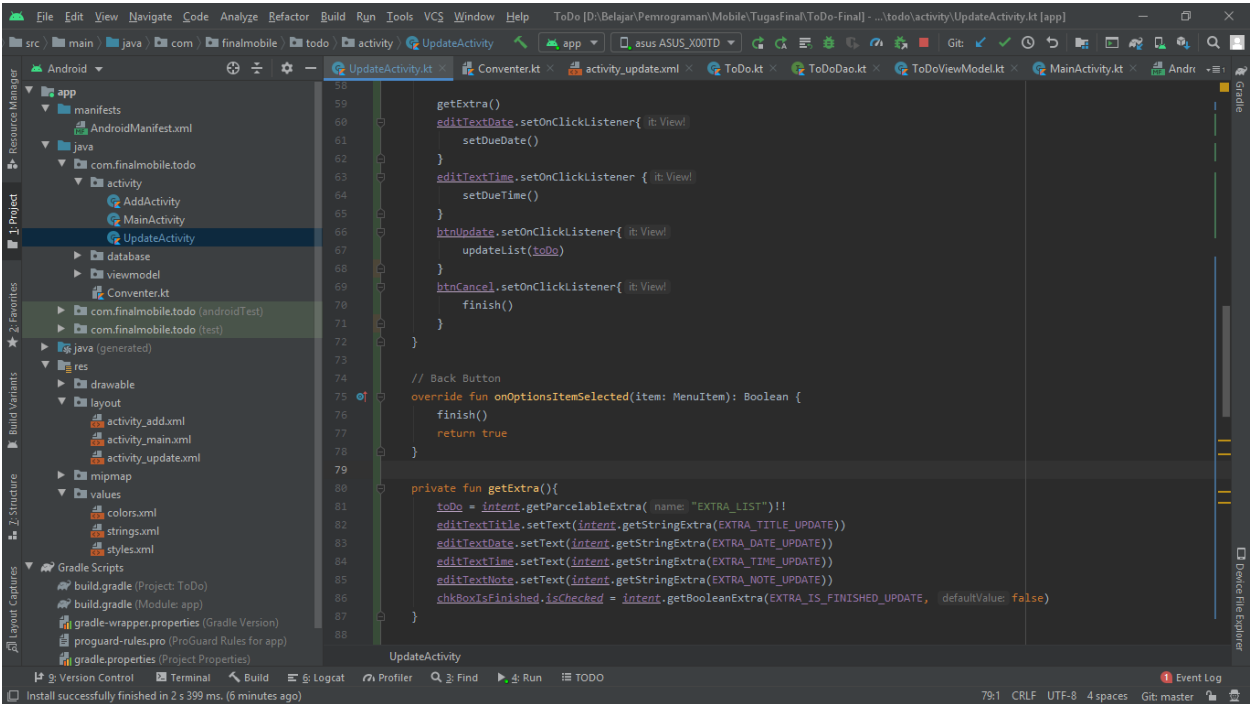 File Edit View Navigate Code Analyze Refactor Build Run Tools VCS Window Help ToDo [D:\Belajar\Pemrograman\Mobile\TugasFinal\ToDo-Final] - ...\todo\activity\UpdateActivity.kt [app]
src main java com finalmobile todo activity UpdateActivity app asus ASUS_X00TD Git:
Android UpdateActivity.kt Conventer.kt activity_update.xml ToDo.kt ToDoDao.kt ToDoViewModel.kt MainActivity.kt Andro
Resource Manager
1: Project
2: Favorites
Build Variants
7: Structure
Layout Captures
app
manifests
AndroidManifest.xml
java
com.finalmobile.todo
activity
AddActivity
MainActivity
UpdateActivity
database
viewmodel
Conventer.kt
com.finalmobile.todo (androidTest)
com.finalmobile.todo (test)
java (generated)
res
drawable
layout
activity_add.xml
activity_main.xml
activity_update.xml
mipmap
values
colors.xml
strings.xml
styles.xml
Gradle Scripts
build.gradle (Project: ToDo)
build.gradle (Module: app)
gradle-wrapper.properties (Gradle Version)
proguard-rules.pro (ProGuard Rules for app)
gradle.properties (Project Properties)
58
59 getExtra()
60 editTextDate.setOnClickListener{ it: View!
61 setDueDate()
62 }
63 editTextTime.setOnClickListener { it: View!
64 setDueTime()
65 }
66 btnUpdate.setOnClickListener{ it: View!
67 updateList(toDo)
68 }
69 btnCancel.setOnClickListener{ it: View!
70 finish()
71 }
72 }
73
74 // Back Button
75 override fun onOptionsItemSelected(item: MenuItem): Boolean {
76 finish()
77 return true
78 }
79
80 private fun getExtra(){
81 toDo = intent.getParcelableExtra( name: "EXTRA_LIST")!!
82 editTextTitle.setText(intent.getStringExtra(EXTRA_TITLE_UPDATE))
83 editTextDate.setText(intent.getStringExtra(EXTRA_DATE_UPDATE))
84 editTextTime.setText(intent.getStringExtra(EXTRA_TIME_UPDATE))
85 editTextNote.setText(intent.getStringExtra(EXTRA_NOTE_UPDATE))
86 chkBoxIsFinished.isChecked = intent.getBooleanExtra(EXTRA_IS_FINISHED_UPDATE, defaultValue: false)
87 }
88
UpdateActivity
Gradle
Device File Explorer
9: Version Control Terminal Build 6: Logcat Profiler 3: Find 4: Run TODO 1 Event Log
Install successfully finished in 2 s 399 ms. (6 minutes ago) 79:1 CRLF UTF-8 4 spaces Git: master